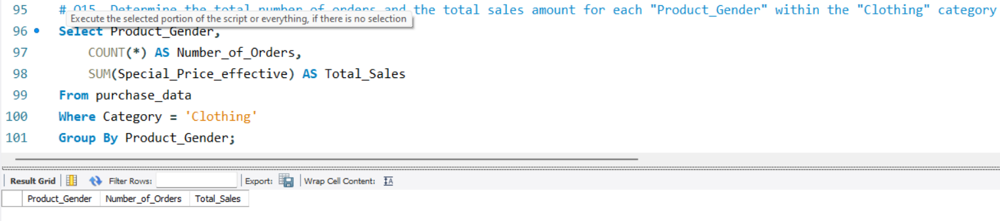 95 # Q15. Determine the total number of orders and the total sales amount for each "Product_Gender" within the "Clothing" category
Execute the selected portion of the script or everything, if there is no selection
96 Select Product_Gender,
97 COUNT(*) AS Number_of_Orders,
98 SUM(Special_Price_effective) AS Total_Sales
99 From purchase_data
100 Where Category = 'Clothing'
101 Group By Product_Gender;
Result Grid Filter Rows: Export: Wrap Cell Content: IA
Product_Gender Number_of_Orders Total_Sales